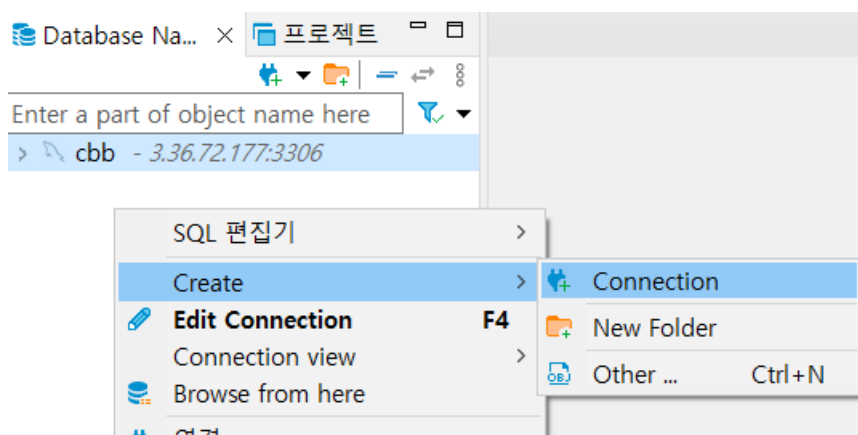 Database Na... 프로젝트
Enter a part of object name here
cbb - 3.36.72.177:3306
SQL 편집기
Create
Edit Connection F4
Connection view
Browse from here
Connection
New Folder
Other ... Ctrl+N